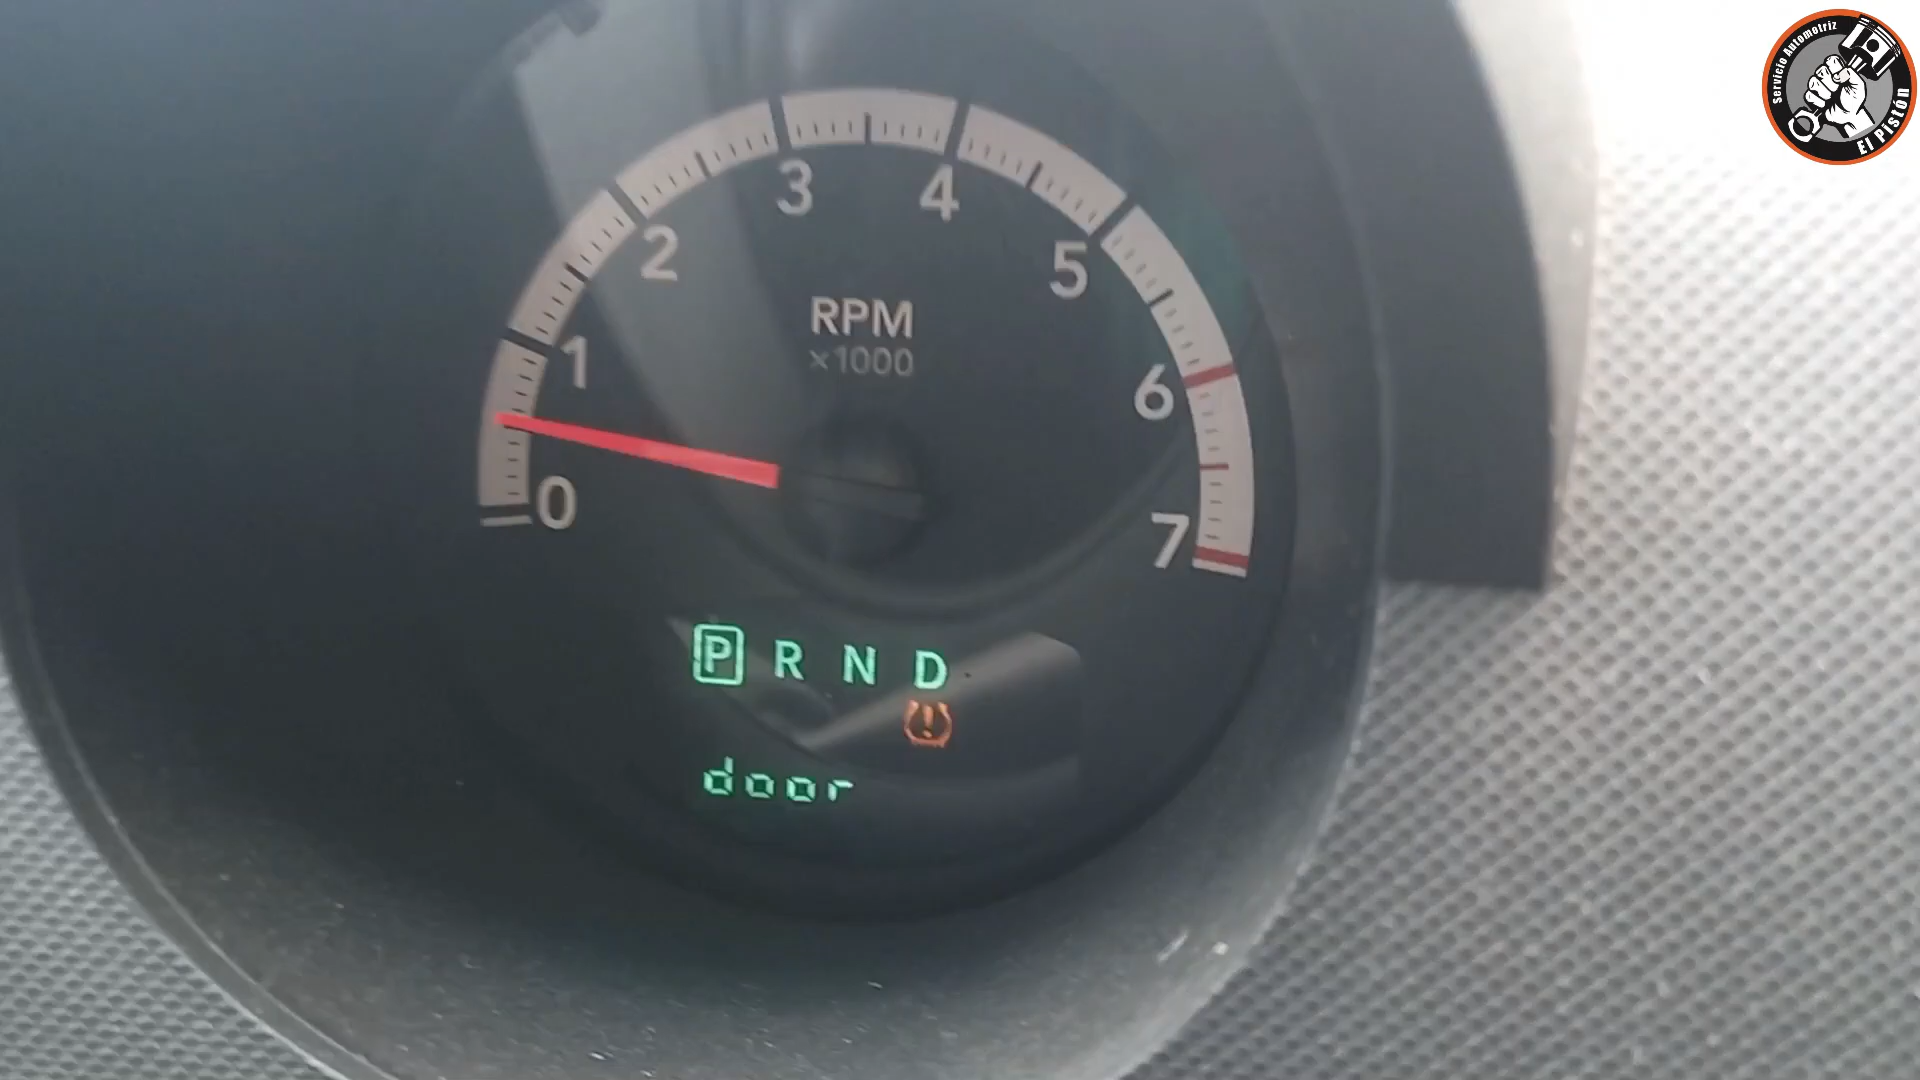 Servicio Automotriz
El Pistón
0
1
2
3
4
5
6
7
RPM
×1000
P R N D
door